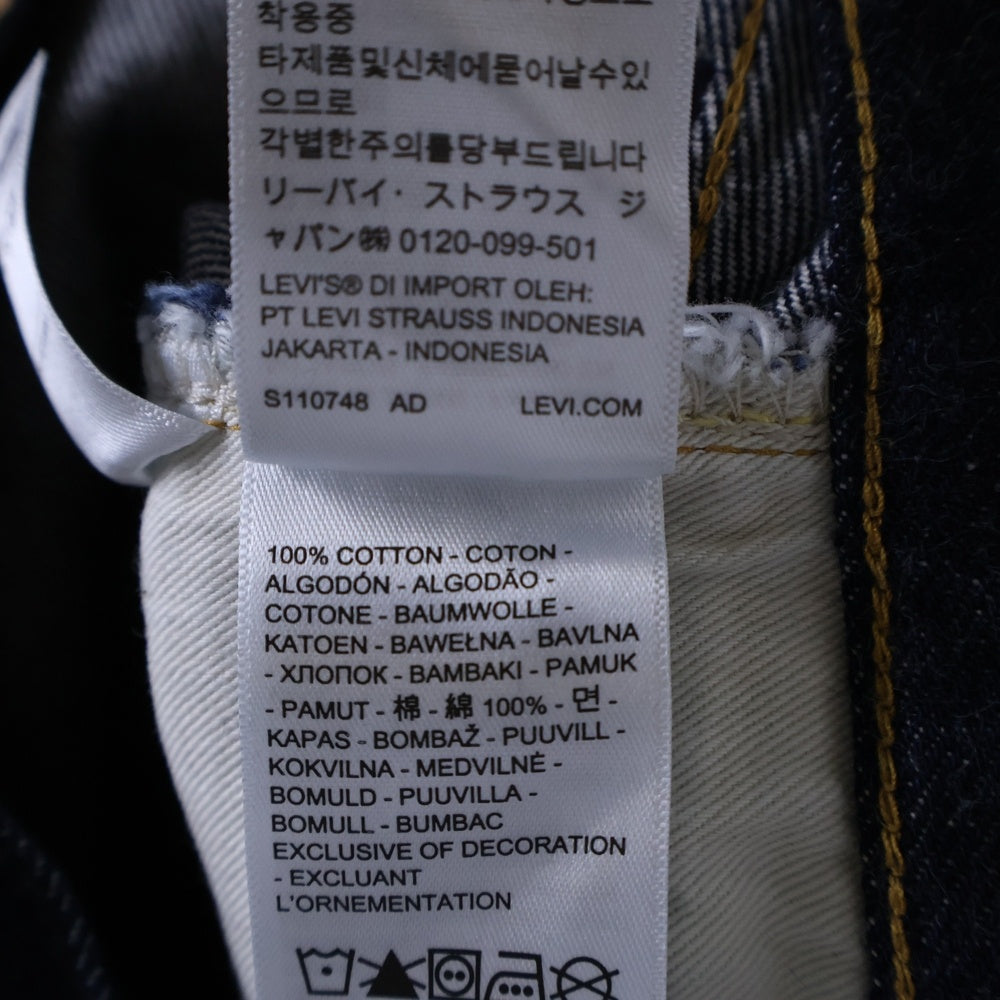 착용중
타제품및신체에묻어날수있
으므로
각별한주의를당부드립니다
リーバイ・ストラウス ジ
ャパン㈱ 0120-099-501
LEVI'S® DI IMPORT OLEH:
PT LEVI STRAUSS INDONESIA
JAKARTA - INDONESIA
S110748 AD LEVI.COM
100% COTTON - COTON -
ALGODÓN - ALGODÃO -
COTONE - BAUMWOLLE -
KATOEN - BAWEŁNA - BAVLNA
- ХЛОПОК - BAMBAKI - PAMUK
- PAMUT - 棉 - 綿 100% - 면 -
KAPAS - BOMBAŽ - PUUVILL -
KOKVILNA - MEDVILNĖ -
BOMULD - PUUVILLA -
BOMULL - BUMBAC
EXCLUSIVE OF DECORATION
- EXCLUANT
L'ORNEMENTATION